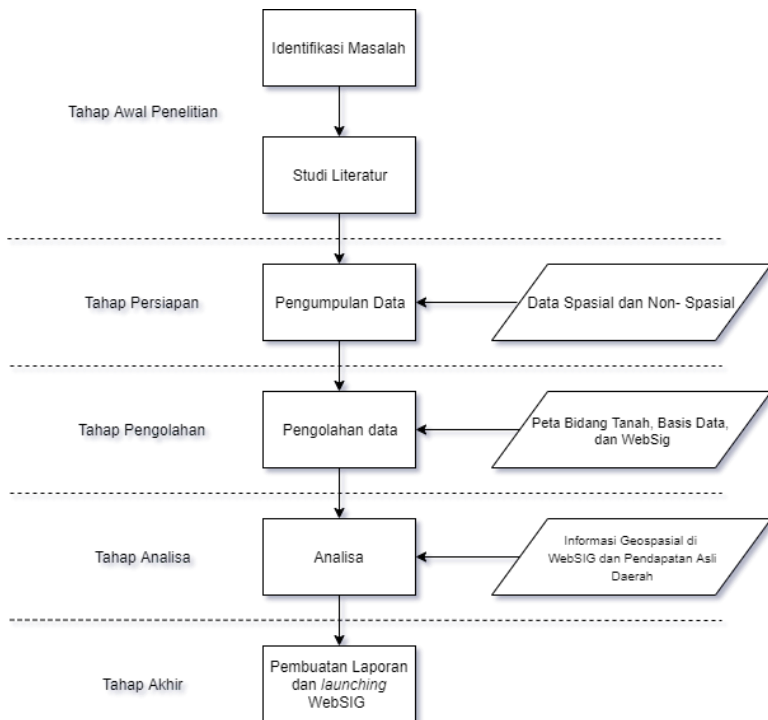 Identifikasi Masalah
Tahap Awal Penelitian
Studi Literatur
Tahap Persiapan
Pengumpulan Data
Data Spasial dan Non- Spasial
Tahap Pengolahan
Pengolahan data
Peta Bidang Tanah, Basis Data,
dan WebSig
Tahap Analisa
Analisa
Informasi Geospasial di
WebSIG dan Pendapatan Asli
Daerah
Tahap Akhir
Pembuatan Laporan
dan launching
WebSIG